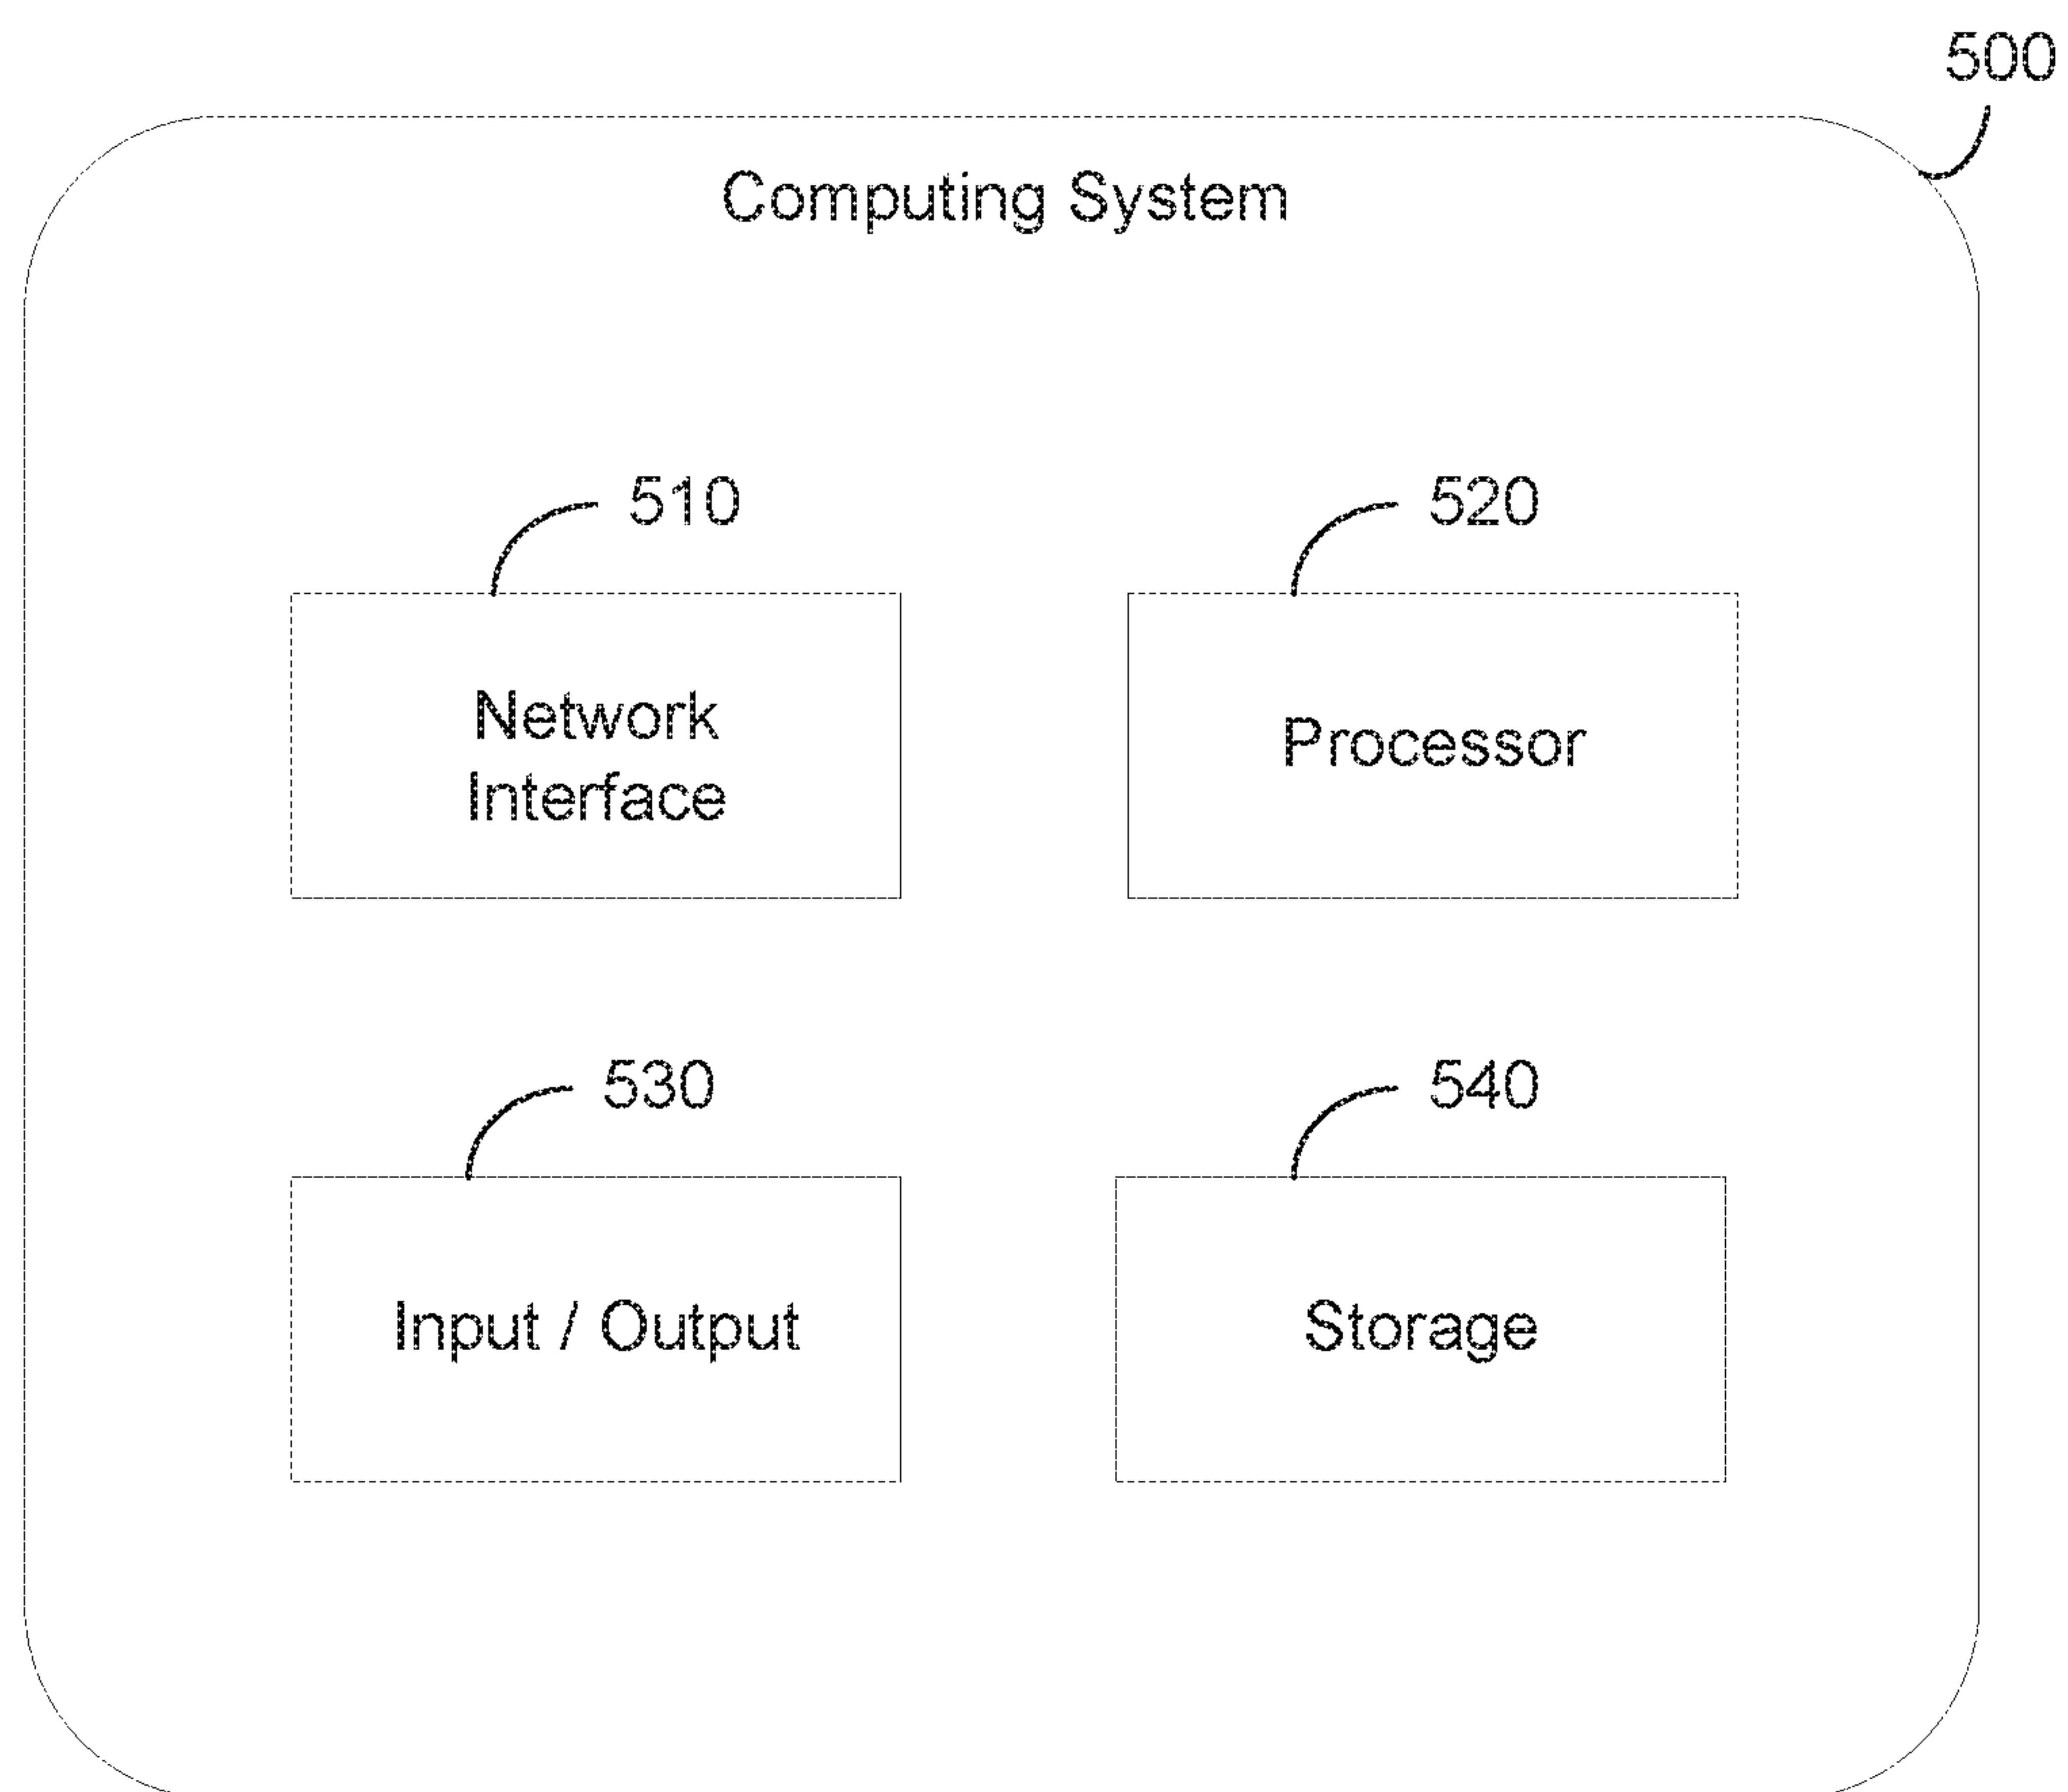 500
Computing System
510
520
Network
Interface
Processor
530
540
Input / Output
Storage